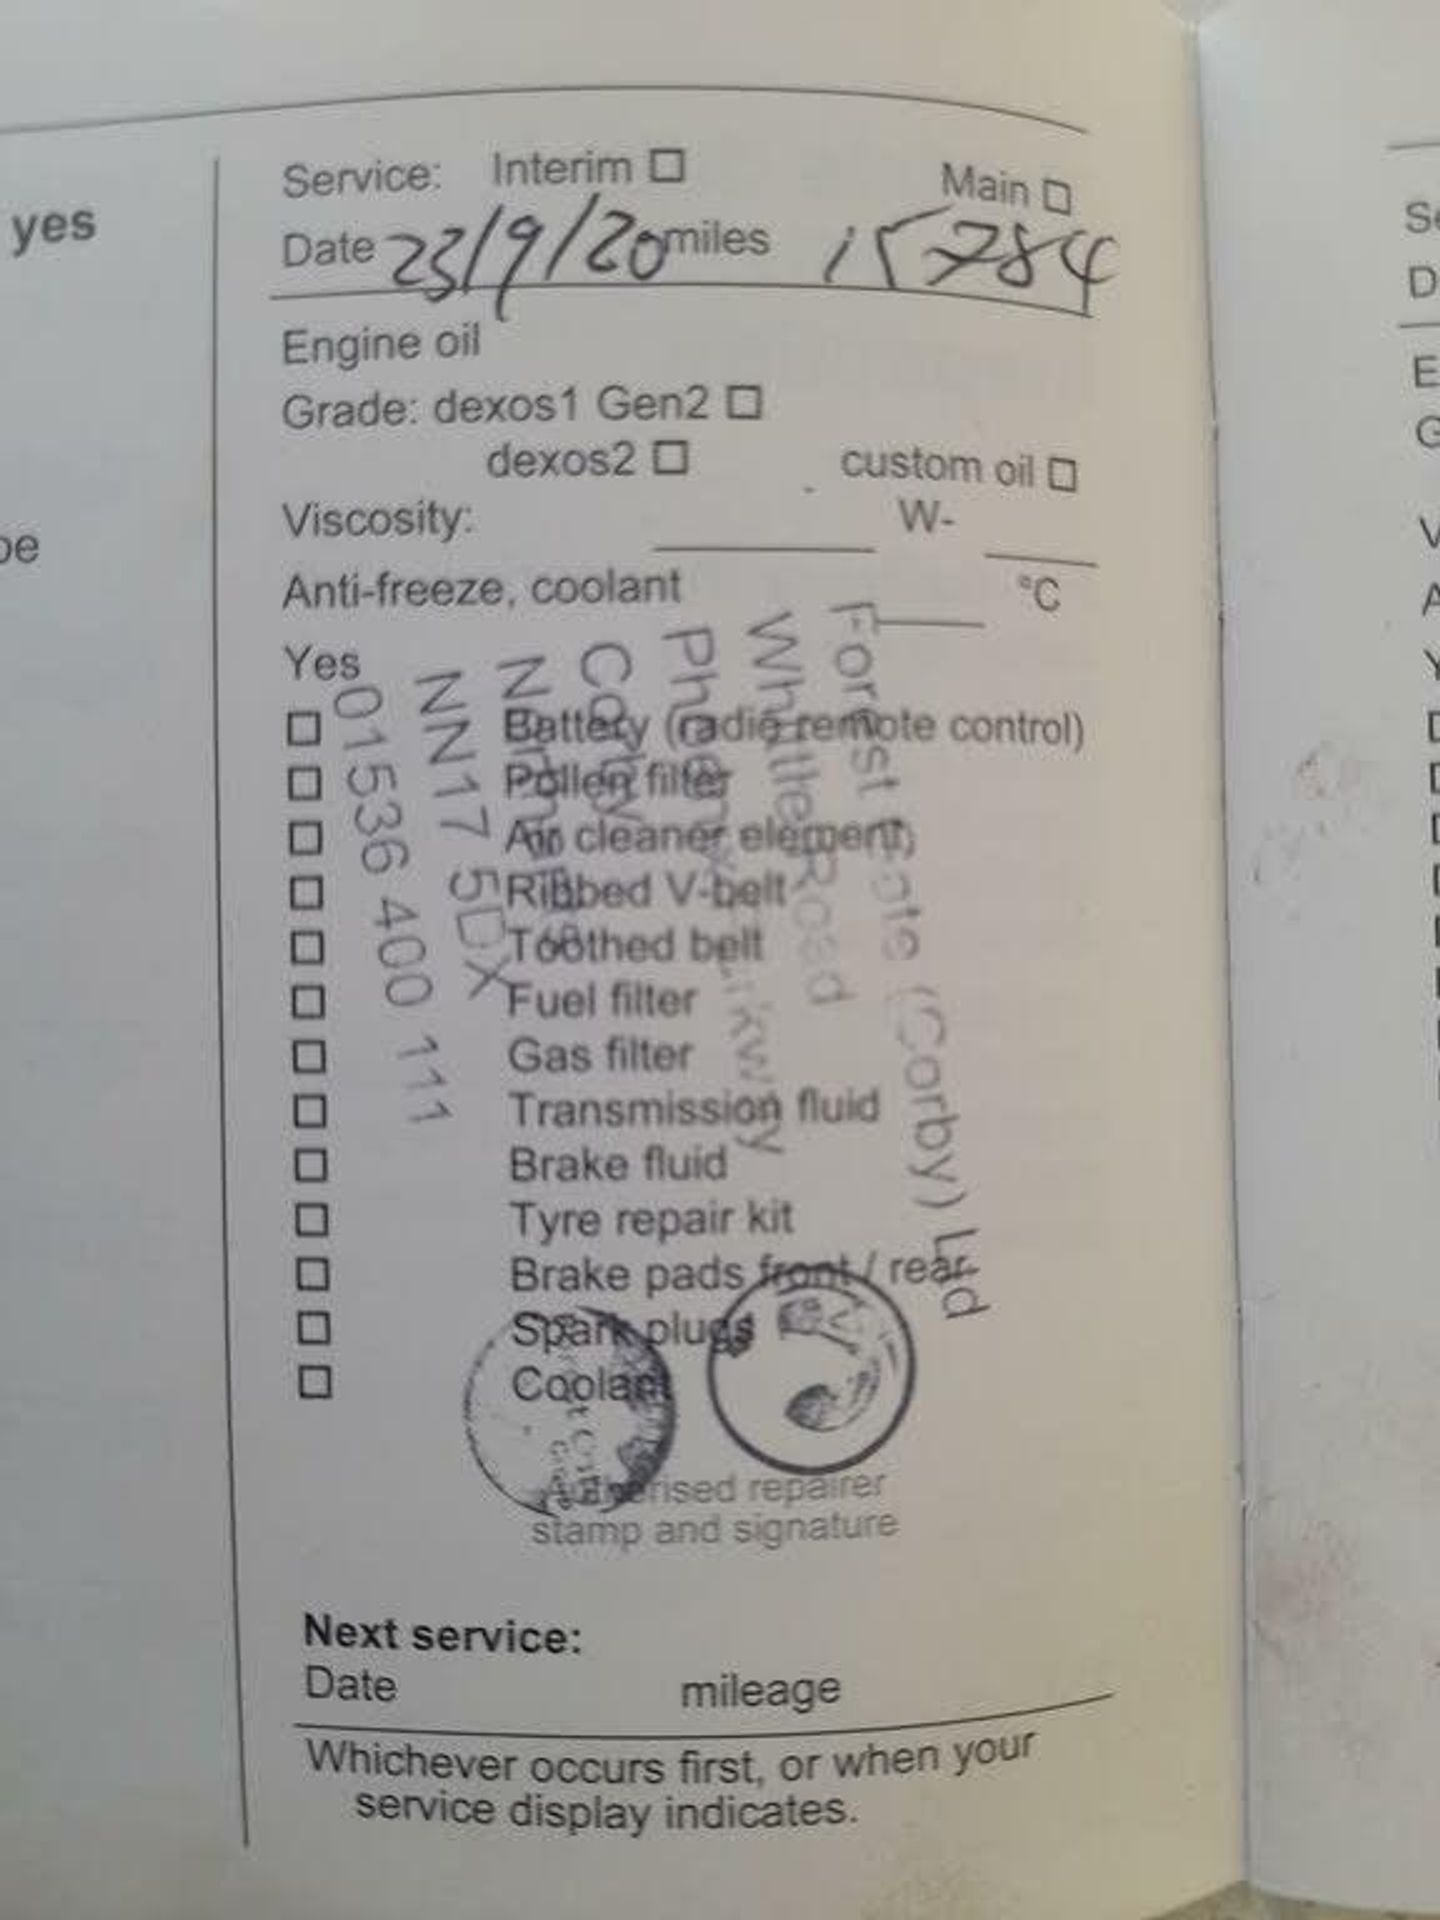 yes
be
Service: Interim ☐ Main ☐
Date 23/9/20 miles 15784
Engine oil
Grade: dexos1 Gen2 ☐
dexos2 ☐ custom oil ☐
Viscosity: W-
Anti-freeze, coolant °C
Yes
☐ Battery (radio remote control)
☐ Pollen filter
☐ Air cleaner element
☐ Ribbed V-belt
☐ Toothed belt
☐ Fuel filter
☐ Gas filter
☐ Transmission fluid
☐ Brake fluid
☐ Tyre repair kit
☐ Brake pads front / rear
☐ Spark plugs
☐ Coolant
Forest Gate (Corby) Ltd
Whittle Road
Phoenix Parkway
Corby
Northants
NN17 5DX
01536 400 111
Authorised repairer
stamp and signature
Next service:
Date mileage
Whichever occurs first, or when your
service display indicates.
Se
D
E
G
V
A
Y